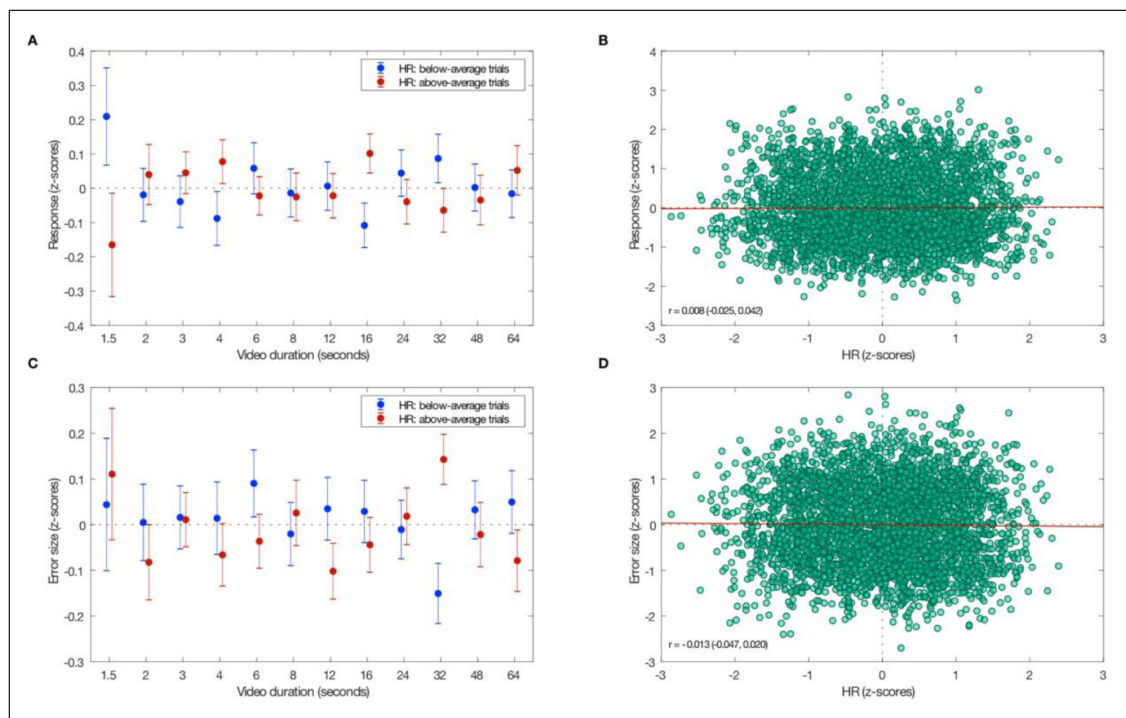 A
0.4
0.3
0.2
0.1
0
-0.1
-0.2
-0.3
-0.4
Response (z-scores)
HR: below-average trials
HR: above-average trials
1.5 2 3 4 6 8 12 16 24 32 48 64
Video duration (seconds)
B
4
3
2
1
0
-1
-2
-3
Response (z-scores)
r = 0.008 (-0.025, 0.042)
-3 -2 -1 0 1 2 3
HR (z-scores)
C
0.3
0.2
0.1
0
-0.1
-0.2
-0.3
Error size (z-scores)
HR: below-average trials
HR: above-average trials
1.5 2 3 4 6 8 12 16 24 32 48 64
Video duration (seconds)
D
3
2
1
0
-1
-2
-3
Error size (z-scores)
r = -0.013 (-0.047, 0.020)
-3 -2 -1 0 1 2 3
HR (z-scores)